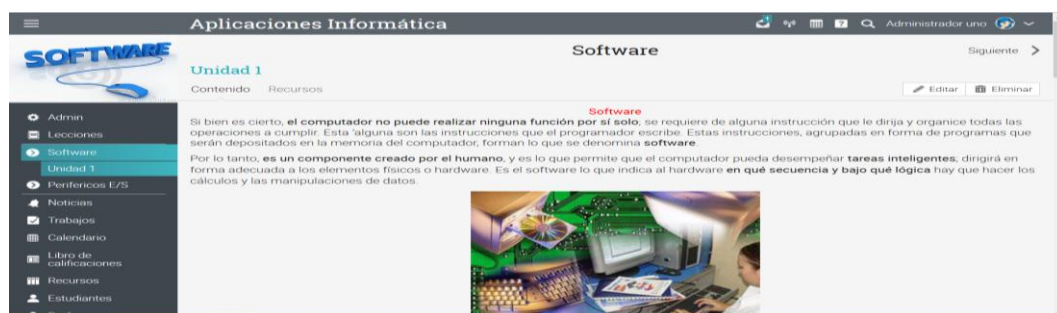 Aplicaciones Informática
Administrador uno
SOFTWARE
Software
Siguiente
Unidad 1
Contenido Recursos
Editar Eliminar
Admin
Lecciones
Software
Unidad 1
Perifericos E/S
Noticias
Trabajos
Calendario
Libro de
calificaciones
Recursos
Estudiantes
Software
Si bien es cierto, el computador no puede realizar ninguna función por sí solo, se requiere de alguna instrucción que le dirija y organice todas las
operaciones a cumplir. Esta 'alguna son las instrucciones que el programador escribe. Estas instrucciones, agrupadas en forma de programas que
serán depositados en la memoria del computador, forman lo que se denomina software.
Por lo tanto, es un componente creado por el humano, y es lo que permite que el computador pueda desempeñar tareas inteligentes, dirigirá en
forma adecuada a los elementos físicos o hardware. Es el software lo que indica al hardware en qué secuencia y bajo qué lógica hay que hacer los
cálculos y las manipulaciones de datos.